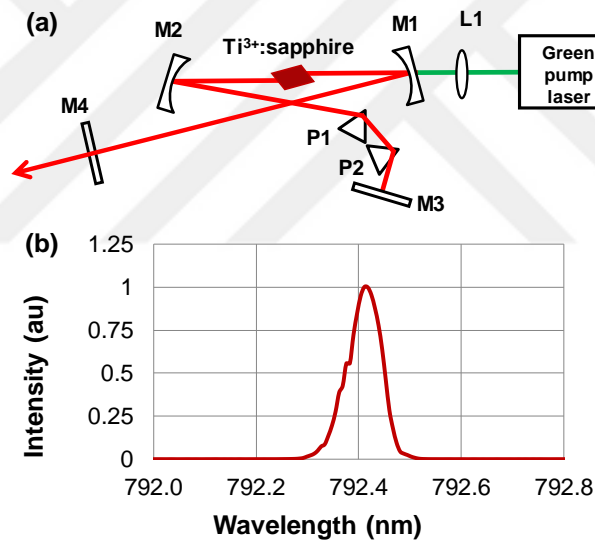 (a)
M2
Ti³⁺:sapphire
M1
L1
Green
pump
laser
M4
P1
P2
M3
(b)
Intensity (au)
1.25
1
0.75
0.5
0.25
0
792.0 792.2 792.4 792.6 792.8
Wavelength (nm)